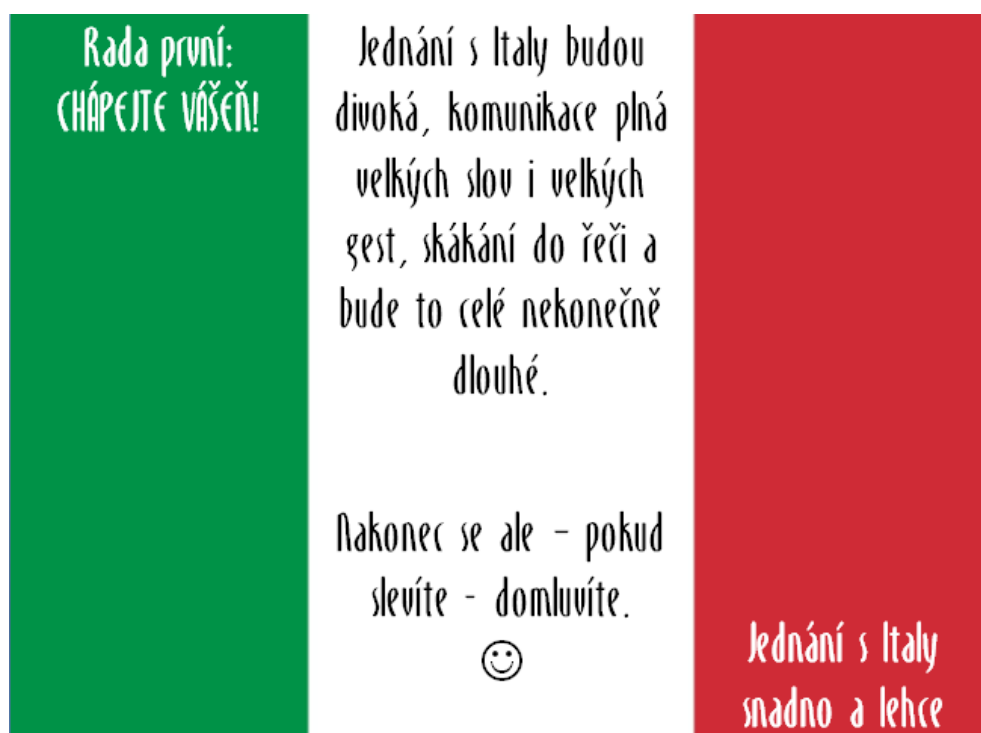 Rada první:
CHÁPEJTE VÁŠEŇ!
Jednání s Italy budou
divoká, komunikace plná
velkých slov i velkých
gest, skákání do řeči a
bude to celé nekonečně
dlouhé.
Nakonec se ale – pokud
slevíte - domluvíte.
☺
Jednání s Italy
snadno a lehce